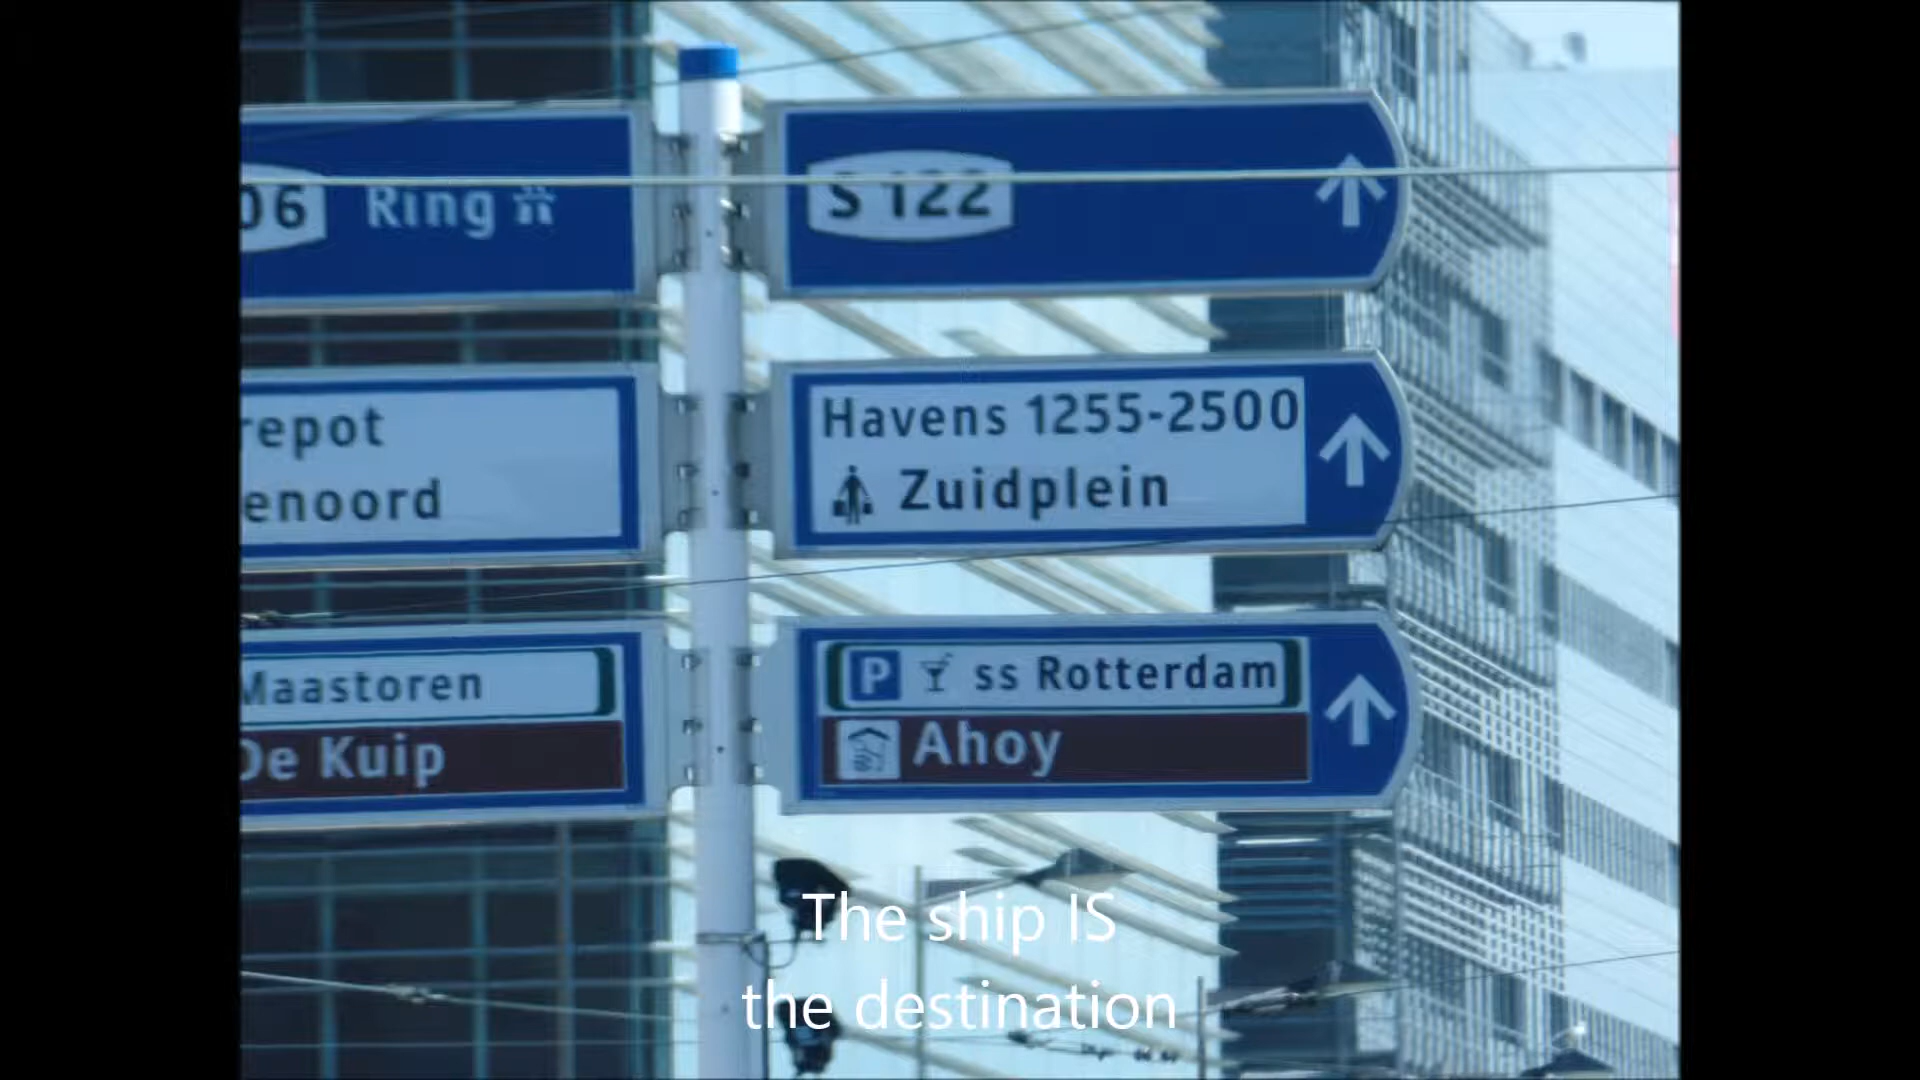 06 Ring
S 122
repot
enoord
Havens 1255-2500
Zuidplein
Maastoren
De Kuip
P ss Rotterdam
Ahoy
The ship IS
the destination